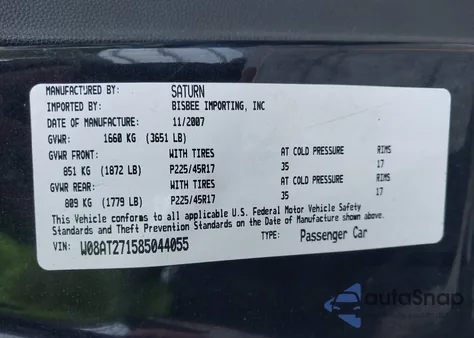 MANUFACTURED BY: SATURN
IMPORTED BY: BISBEE IMPORTING, INC
DATE OF MANUFACTURE: 11/2007
GVWR: 1660 KG (3651 LB)
GVWR FRONT: WITH TIRES AT COLD PRESSURE RIMS
851 KG (1872 LB) P225/45R17 35 17
GVWR REAR: WITH TIRES AT COLD PRESSURE RIMS
809 KG (1779 LB) P225/45R17 35 17
This Vehicle conforms to all applicable U.S. Federal Motor Vehicle Safety
Standards and Theft Prevention Standards on the Date of Manufacture shown above.
VIN: W08AT271585044055 TYPE: Passenger Car
autoSnap